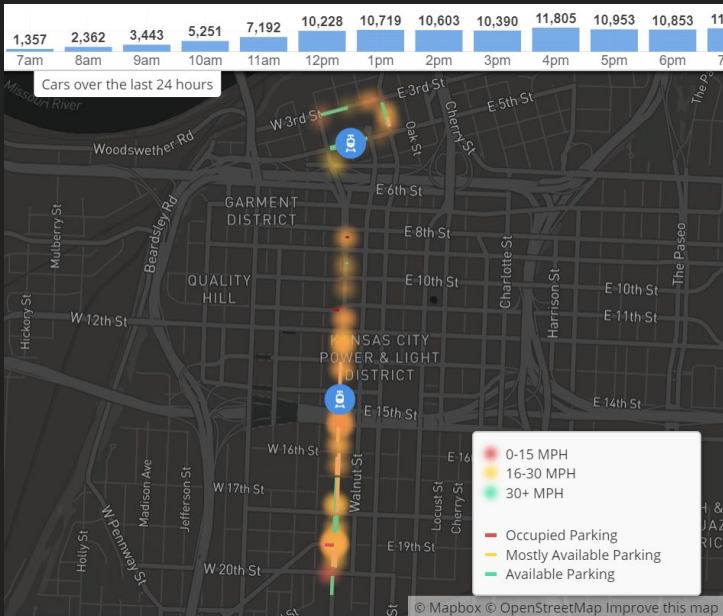 1,357 2,362 3,443 5,251 7,192 10,228 10,719 10,603 10,390 11,805 10,953 10,853
7am 8am 9am 10am 11am 12pm 1pm 2pm 3pm 4pm 5pm 6pm
Cars over the last 24 hours
Missouri River
E 3rd St
W 3rd St
E 5th St
The Pa
Oak St
Cherry St
Woodswether Rd
E 6th St
GARMENT
DISTRICT
Beardsley Rd
Mulberry St
E 8th St
Charlotte St
Harrison St
The Paseo
QUALITY
HILL
E 10th St
E 10th St
Hickory St
W 12th St
E 11th St
KANSAS CITY
POWER & LIGHT
DISTRICT
E 15th St
E 14th St
W 16th St
E 16
Walnut St
Madison Ave
Jefferson St
W 17th St
Locust St
Cherry St
W Pennway St
Holly St
E 19th St
W 20th St
0-15 MPH
16-30 MPH
30+ MPH
Occupied Parking
Mostly Available Parking
Available Parking
H &
JAZ
RIC
© Mapbox © OpenStreetMap Improve this map